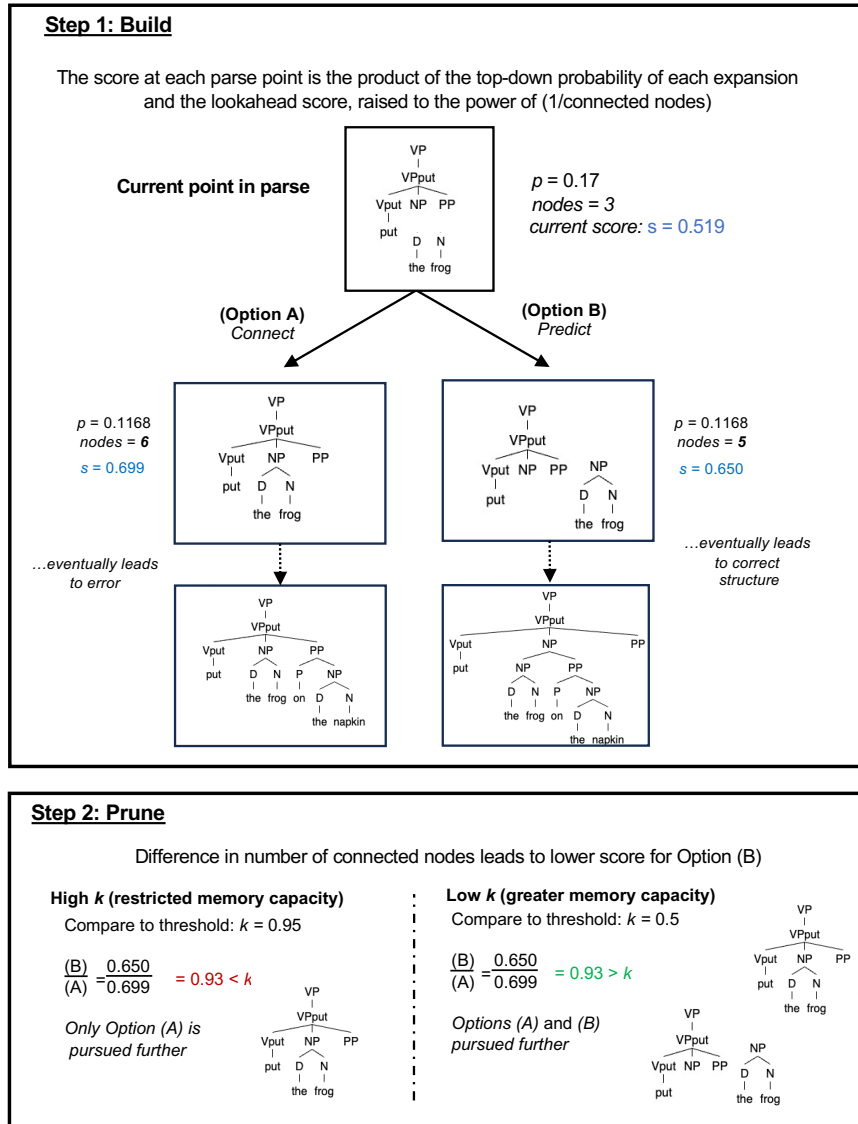 Step 1: Build
The score at each parse point is the product of the top-down probability of each expansion
and the lookahead score, raised to the power of (1/connected nodes)
Current point in parse
VP
VPput
Vput NP PP
put
D N
the frog
p = 0.17
nodes = 3
current score: s = 0.519
(Option A)
Connect
(Option B)
Predict
p = 0.1168
nodes = 6
s = 0.699
VP
VPput
Vput NP PP
put D N
the frog
VP
VPput
Vput NP PP NP
put D N
the frog
p = 0.1168
nodes = 5
s = 0.650
...eventually leads
to error
...eventually leads
to correct
structure
VP
VPput
Vput NP PP
put D N P NP
the frog on D N
the napkin
VP
VPput
Vput NP PP
put NP PP
D N P NP
the frog on D N
the napkin
Step 2: Prune
Difference in number of connected nodes leads to lower score for Option (B)
High k (restricted memory capacity)
Compare to threshold: k = 0.95
(B) 0.650
= = 0.93 < k
(A) 0.699
Only Option (A) is
pursued further
VP
VPput
Vput NP PP
put D N
the frog
Low k (greater memory capacity)
Compare to threshold: k = 0.5
(B) 0.650
= = 0.93 > k
(A) 0.699
Options (A) and (B)
pursued further
VP
VPput
Vput NP PP
put D N
the frog
VP
VPput
Vput NP PP NP
put D N
the frog